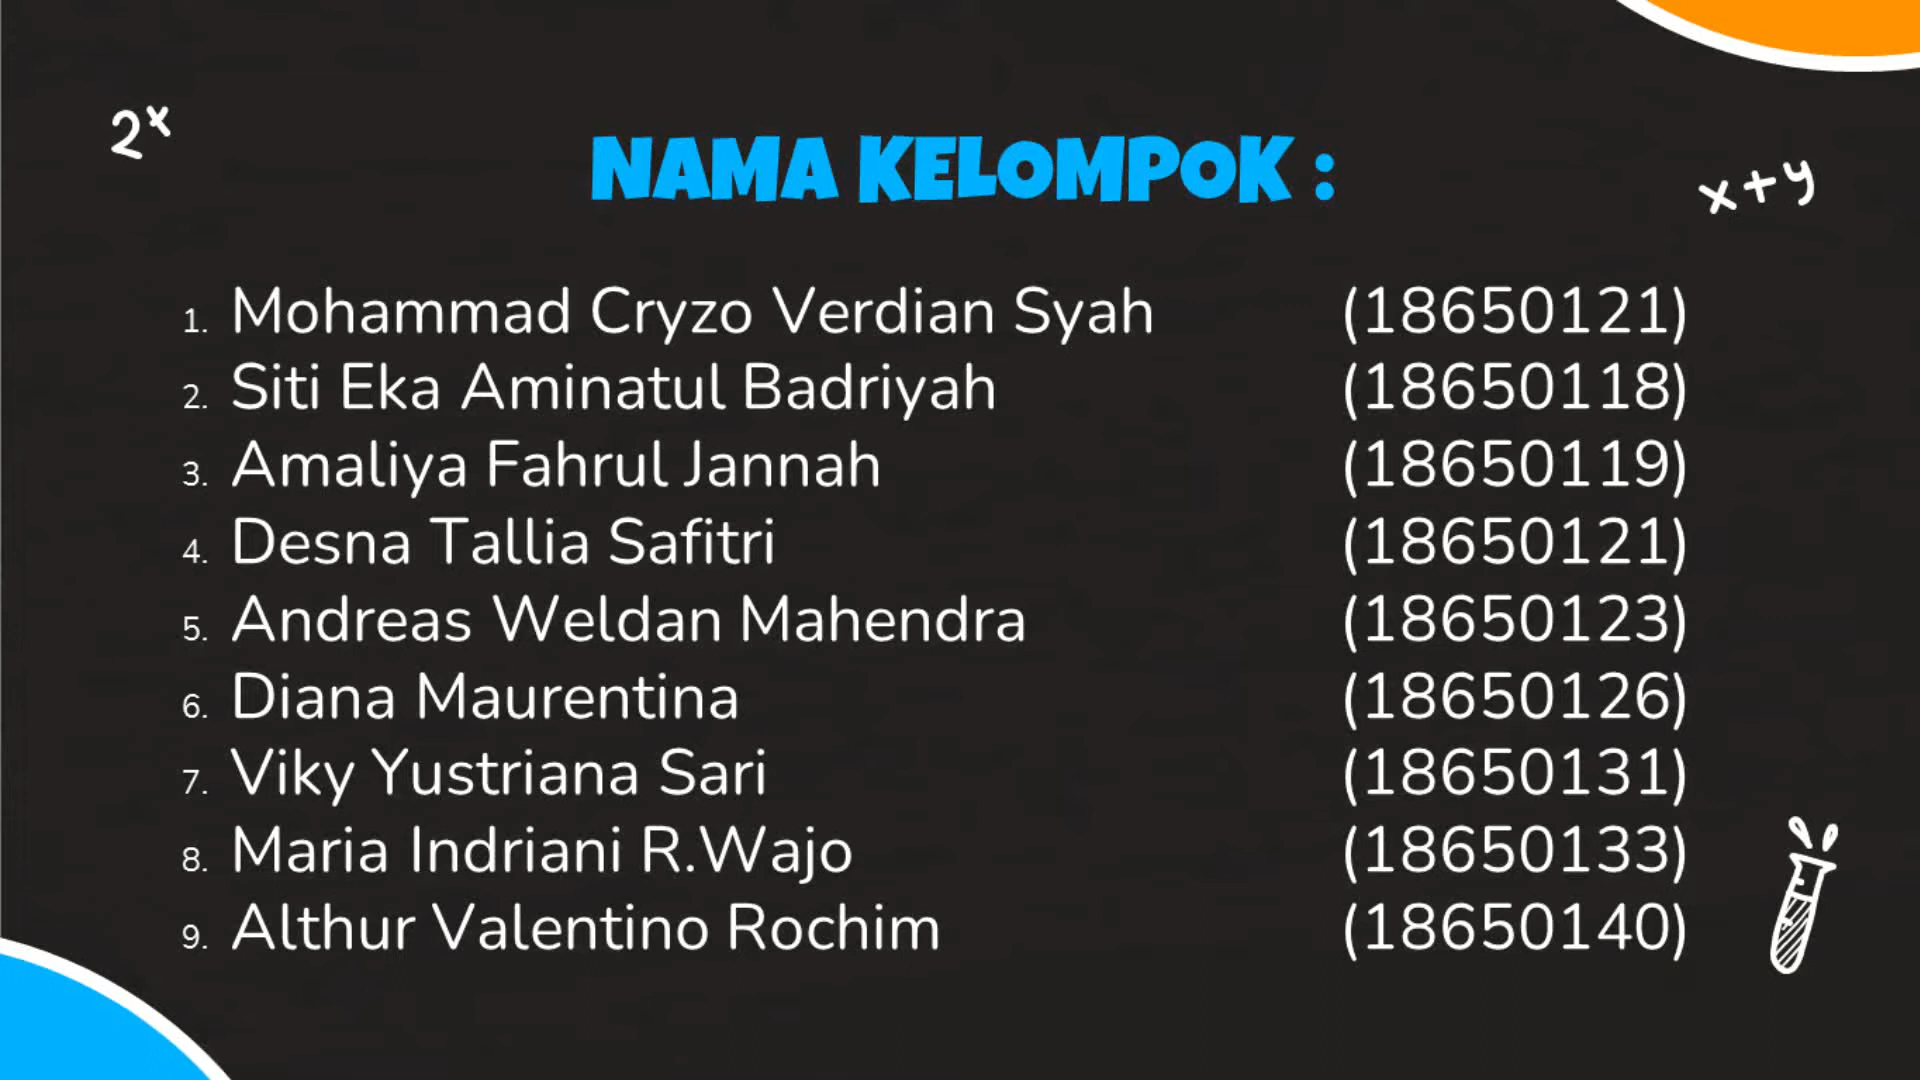 2ˣ
NAMA KELOMPOK :
x+y
1. Mohammad Cryzo Verdian Syah (18650121)
2. Siti Eka Aminatul Badriyah (18650118)
3. Amaliya Fahrul Jannah (18650119)
4. Desna Tallia Safitri (18650121)
5. Andreas Weldan Mahendra (18650123)
6. Diana Maurentina (18650126)
7. Viky Yustriana Sari (18650131)
8. Maria Indriani R.Wajo (18650133)
9. Althur Valentino Rochim (18650140)